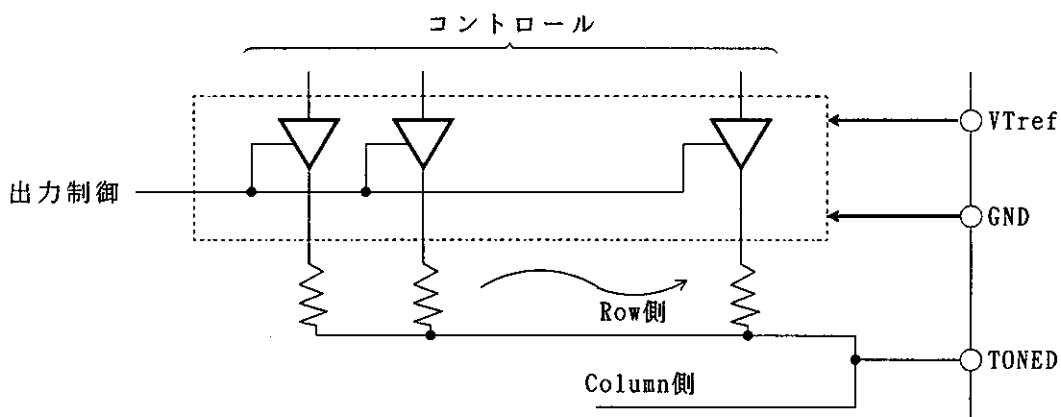 コントロール
VTref
出力制御
GND
Row側
TONED
Column側